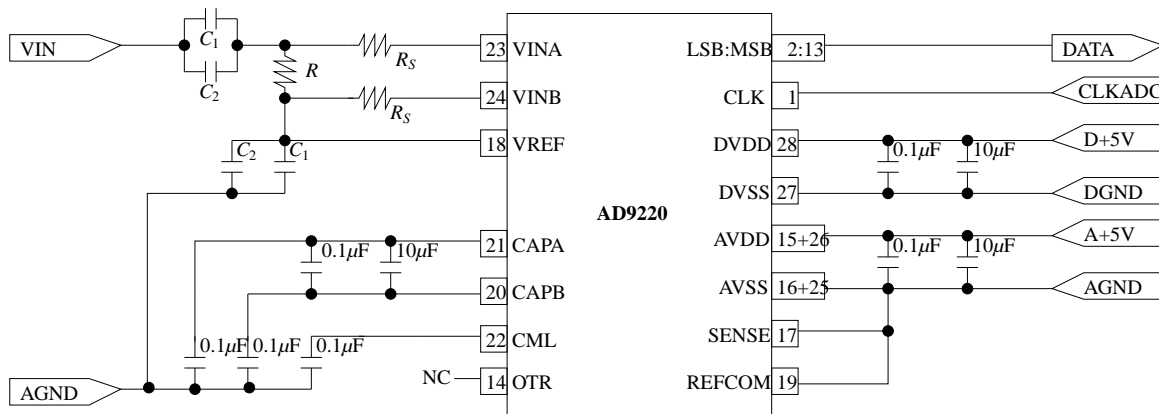 VIN
C1
C2
R
RS
RS
23 VINA
24 VINB
18 VREF
C2
C1
21 CAPA
0.1µF
10µF
20 CAPB
22 CML
0.1µF
0.1µF
0.1µF
AGND
NC
14 OTR
AD9220
LSB:MSB 2:13
DATA
CLK 1
CLKADC
DVDD 28
D+5V
0.1µF
10µF
DVSS 27
DGND
AVDD 15+26
A+5V
0.1µF
10µF
AVSS 16+25
AGND
SENSE 17
REFCOM 19